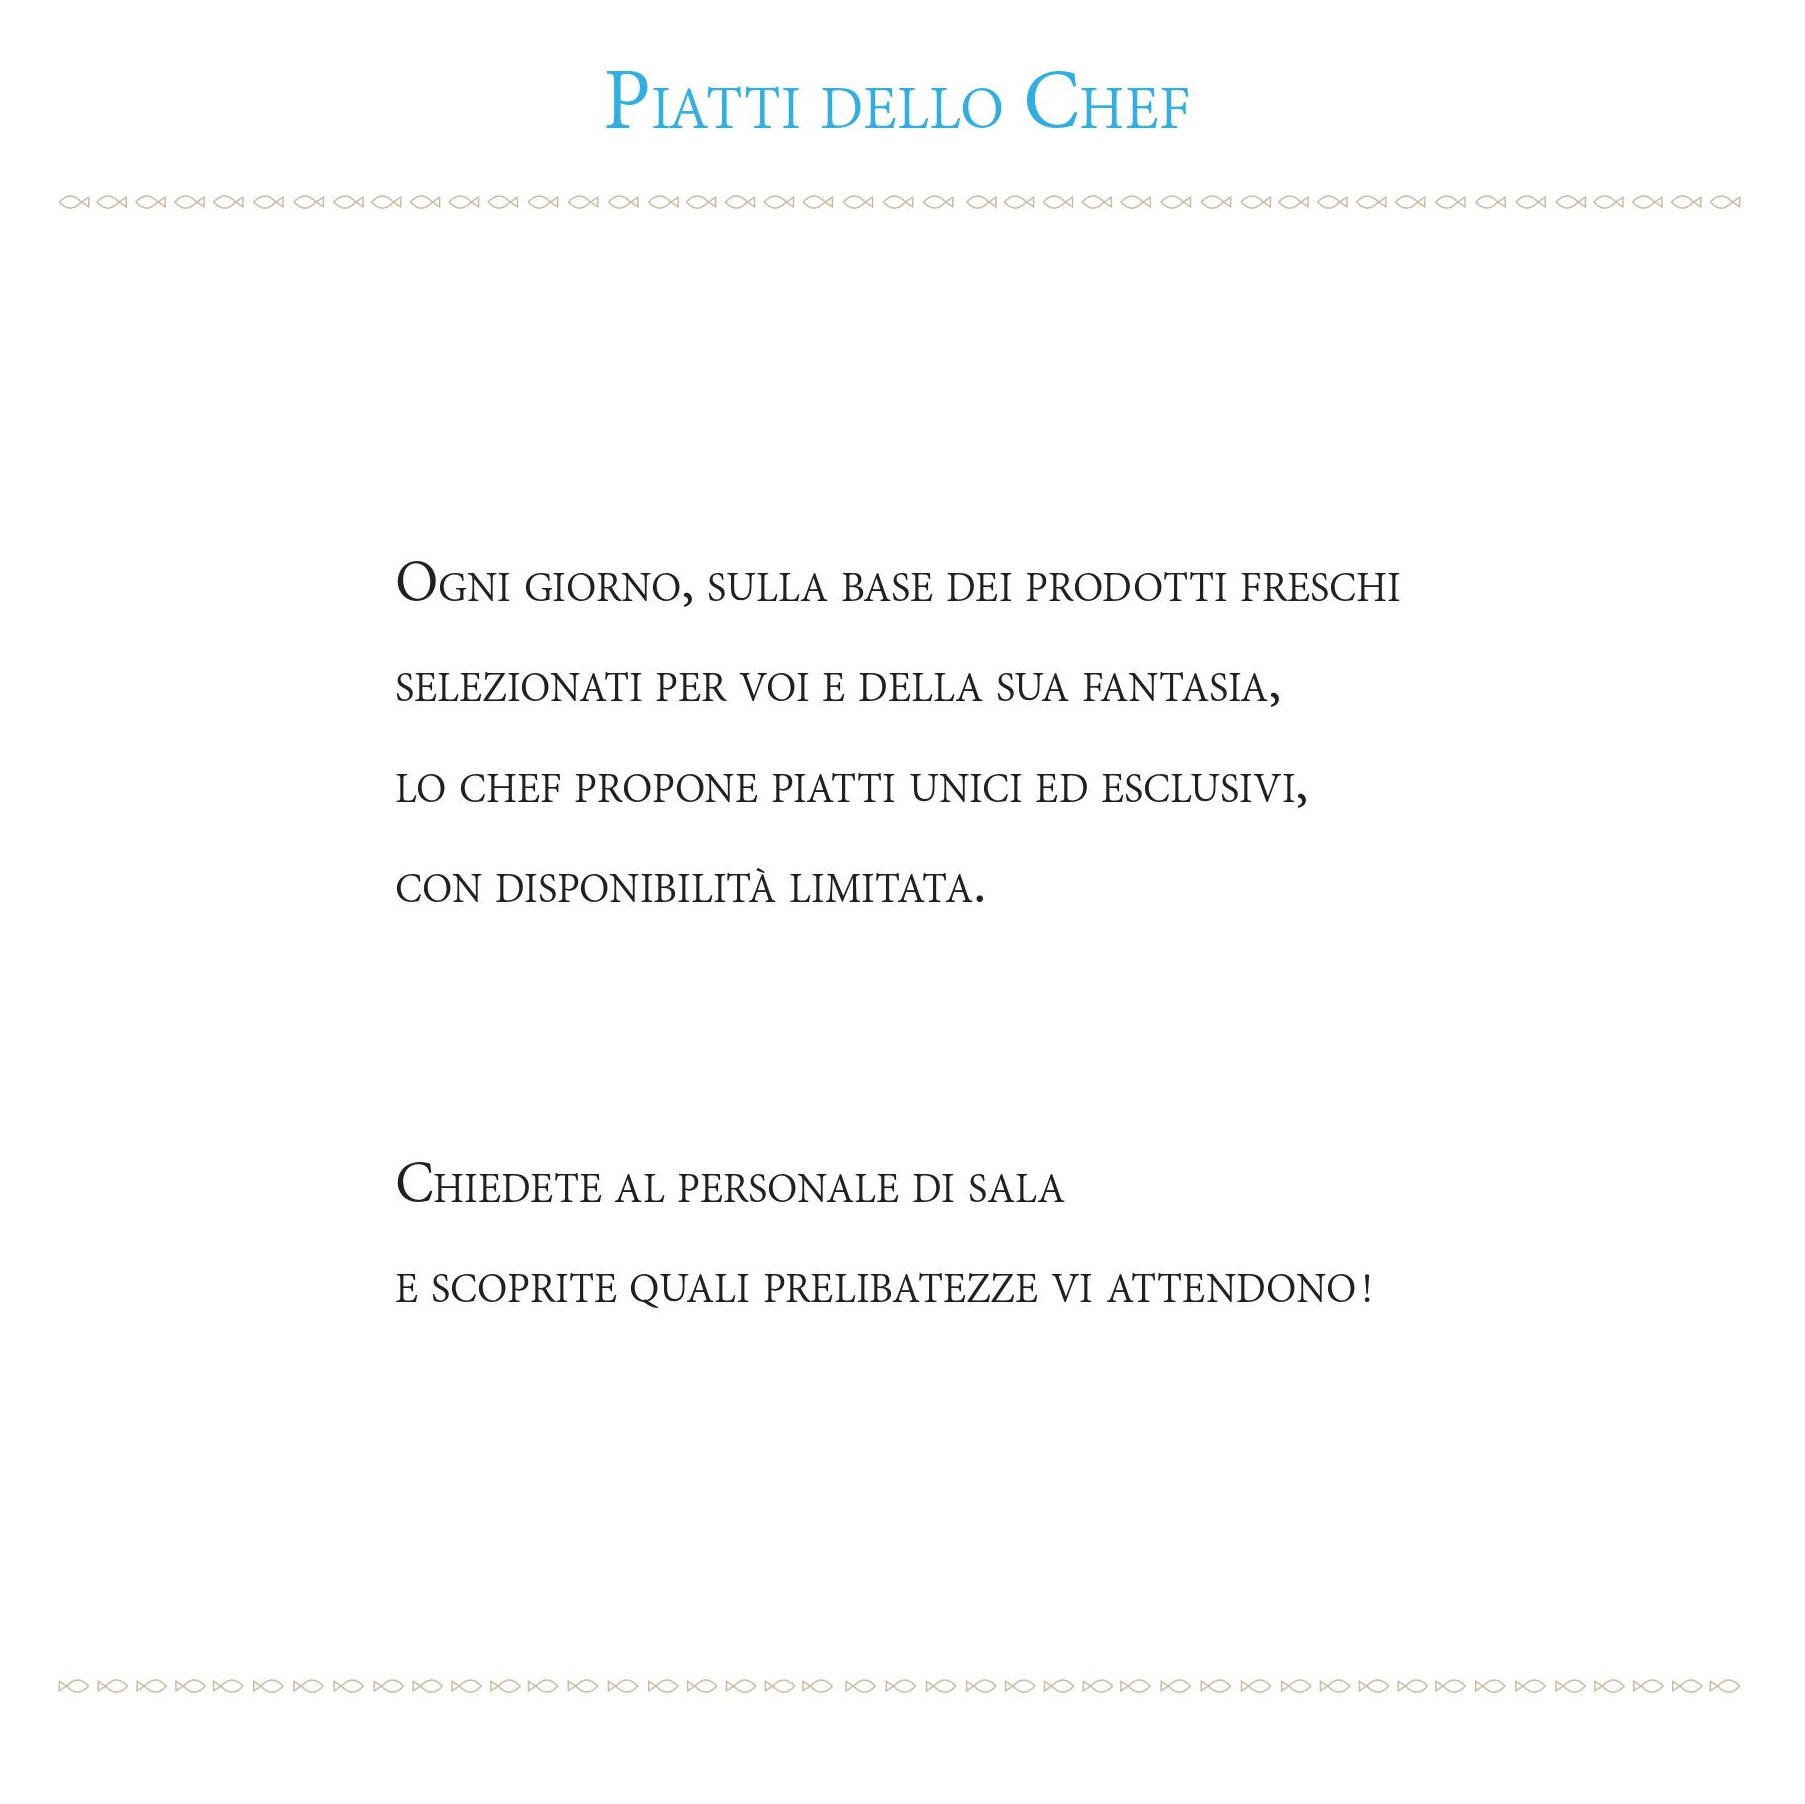 Piatti dello Chef
Ogni giorno, sulla base dei prodotti freschi
selezionati per voi e della sua fantasia,
lo chef propone piatti unici ed esclusivi,
con disponibilità limitata.
Chiedete al personale di sala
e scoprite quali prelibatezze vi attendono!